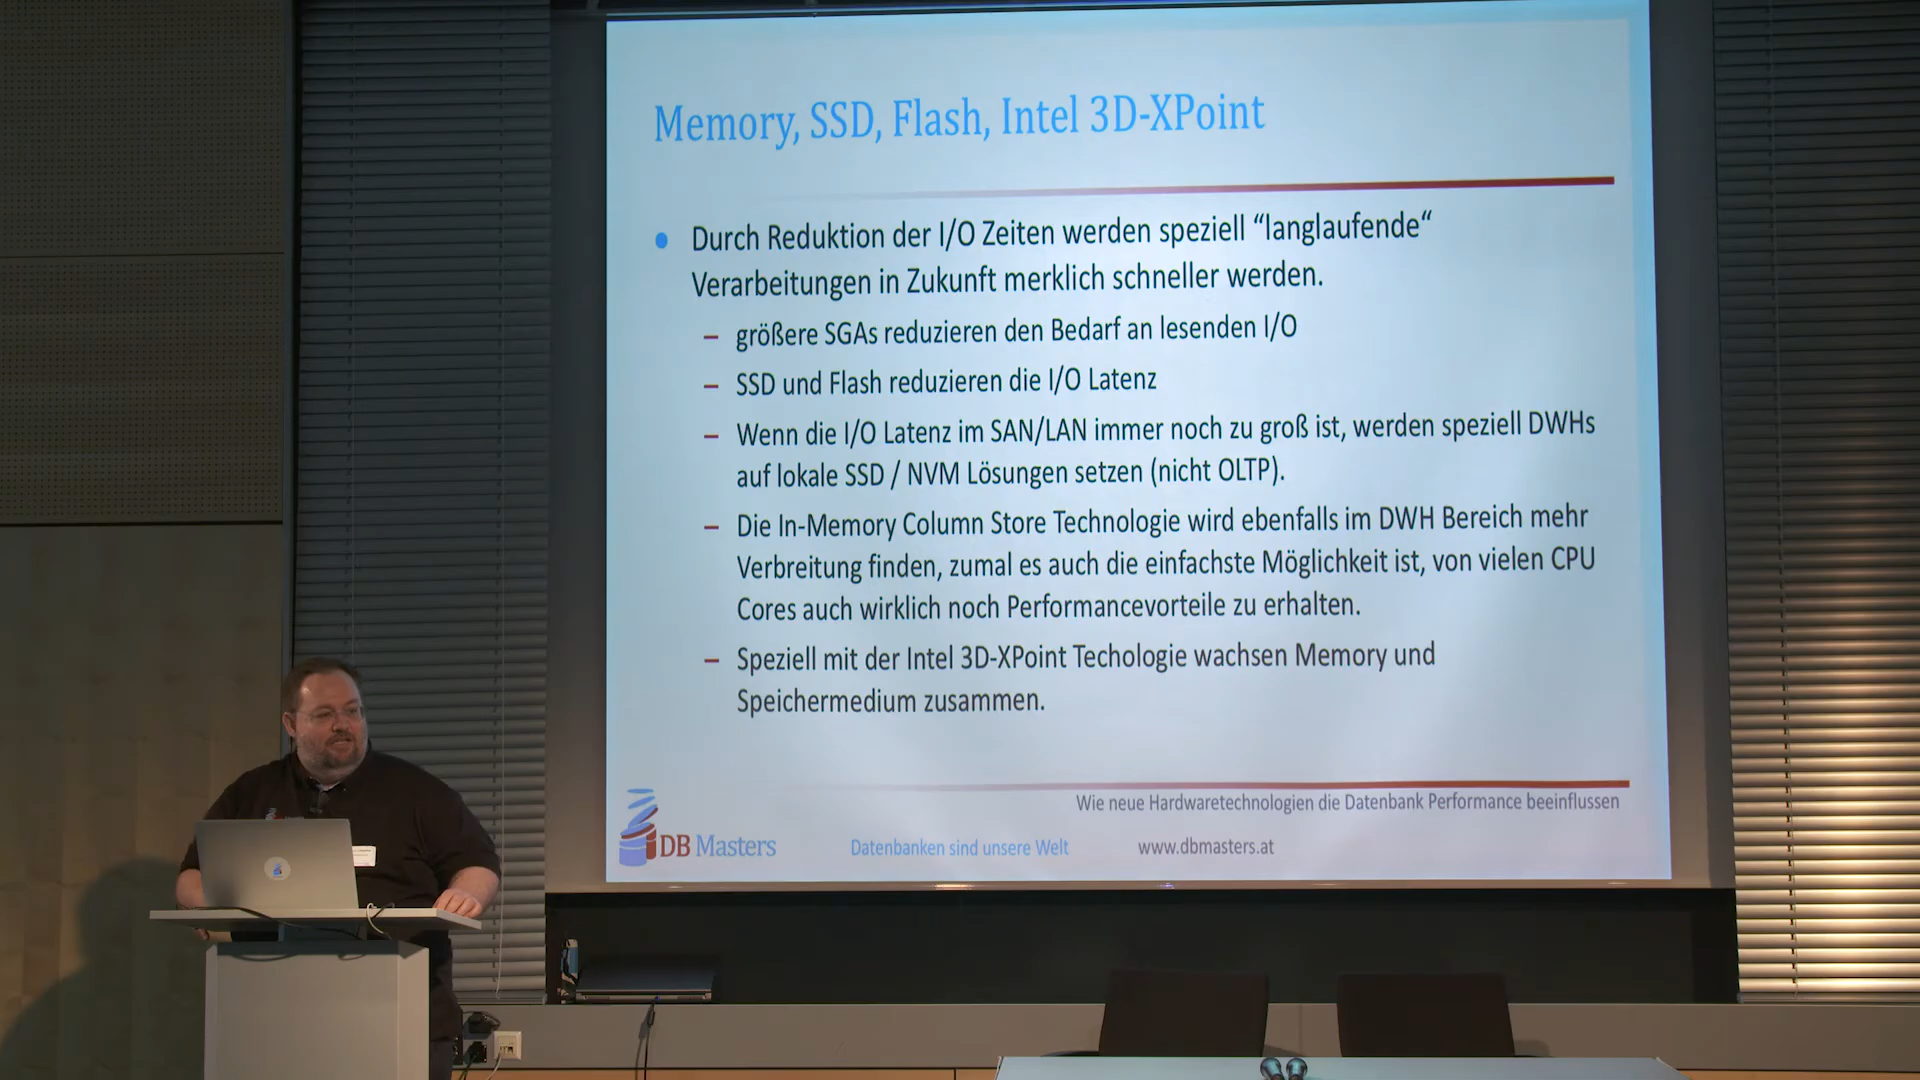 Memory, SSD, Flash, Intel 3D-XPoint
Durch Reduktion der I/O Zeiten werden speziell “langlaufende“
Verarbeitungen in Zukunft merklich schneller werden.
– größere SGAs reduzieren den Bedarf an lesenden I/O
– SSD und Flash reduzieren die I/O Latenz
– Wenn die I/O Latenz im SAN/LAN immer noch zu groß ist, werden speziell DWHs
auf lokale SSD / NVM Lösungen setzen (nicht OLTP).
– Die In-Memory Column Store Technologie wird ebenfalls im DWH Bereich mehr
Verbreitung finden, zumal es auch die einfachste Möglichkeit ist, von vielen CPU
Cores auch wirklich noch Performancevorteile zu erhalten.
– Speziell mit der Intel 3D-XPoint Techologie wachsen Memory und
Speichermedium zusammen.
Wie neue Hardwaretechnologien die Datenbank Performance beeinflussen
DB Masters
Datenbanken sind unsere Welt
www.dbmasters.at